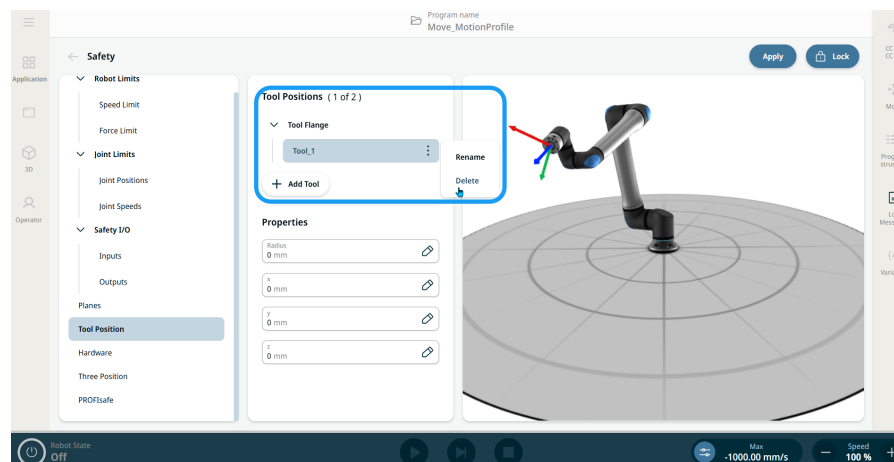 Program name
Move_MotionProfile
Safety
Apply
Lock
Application
3D
Operator
Robot Limits
Speed Limit
Force Limit
Joint Limits
Joint Positions
Joint Speeds
Safety I/O
Inputs
Outputs
Planes
Tool Position
Hardware
Three Position
PROFIsafe
Tool Positions ( 1 of 2 )
Tool Flange
Tool_1
Rename
Delete
+ Add Tool
Properties
Radius
0 mm
x
0 mm
y
0 mm
z
0 mm
Robot State
Off
Max
-1000.00 mm/s
Speed
100 %